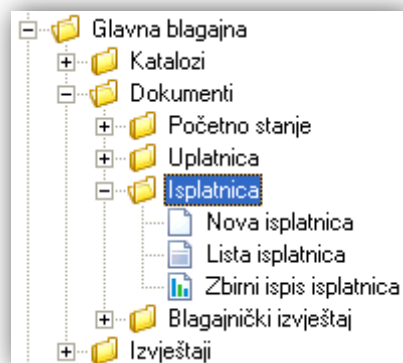 Glavna blagajna
Katalozi
Dokumenti
Početno stanje
Uplatnica
Isplatnica
Nova isplatnica
Lista isplatnica
Zbirni ispis isplatnica
Blagajnički izvještaj
Izvještaji